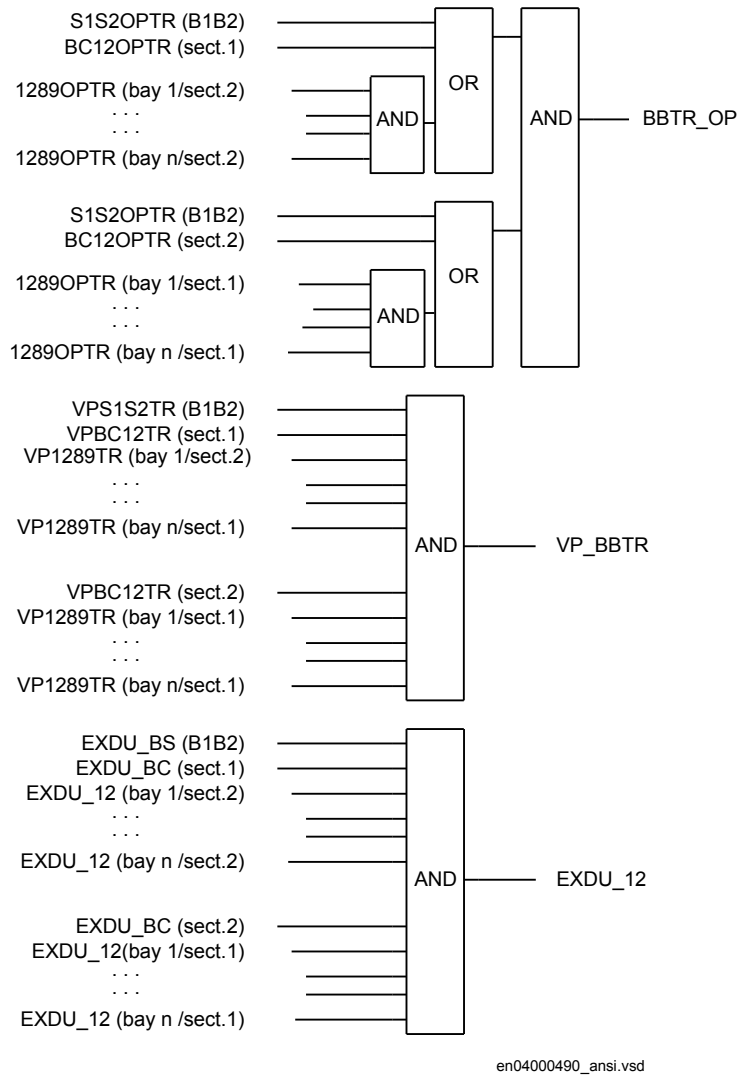 S1S2OPTR (B1B2)
BC12OPTR (sect.1)
OR
1289OPTR (bay 1/sect.2)
. . .
. . .
AND
AND
BBTR_OP
1289OPTR (bay n/sect.2)
S1S2OPTR (B1B2)
BC12OPTR (sect.2)
OR
1289OPTR (bay 1/sect.1)
. . .
. . .
AND
1289OPTR (bay n /sect.1)
VPS1S2TR (B1B2)
VPBC12TR (sect.1)
VP1289TR (bay 1/sect.2)
. . .
. . .
VP1289TR (bay n/sect.1)
AND
VP_BBTR
VPBC12TR (sect.2)
VP1289TR (bay 1/sect.1)
. . .
. . .
VP1289TR (bay n/sect.1)
EXDU_BS (B1B2)
EXDU_BC (sect.1)
EXDU_12 (bay 1/sect.2)
. . .
. . .
EXDU_12 (bay n /sect.2)
AND
EXDU_12
EXDU_BC (sect.2)
EXDU_12(bay 1/sect.1)
. . .
. . .
EXDU_12 (bay n /sect.1)
en04000490_ansi.vsd